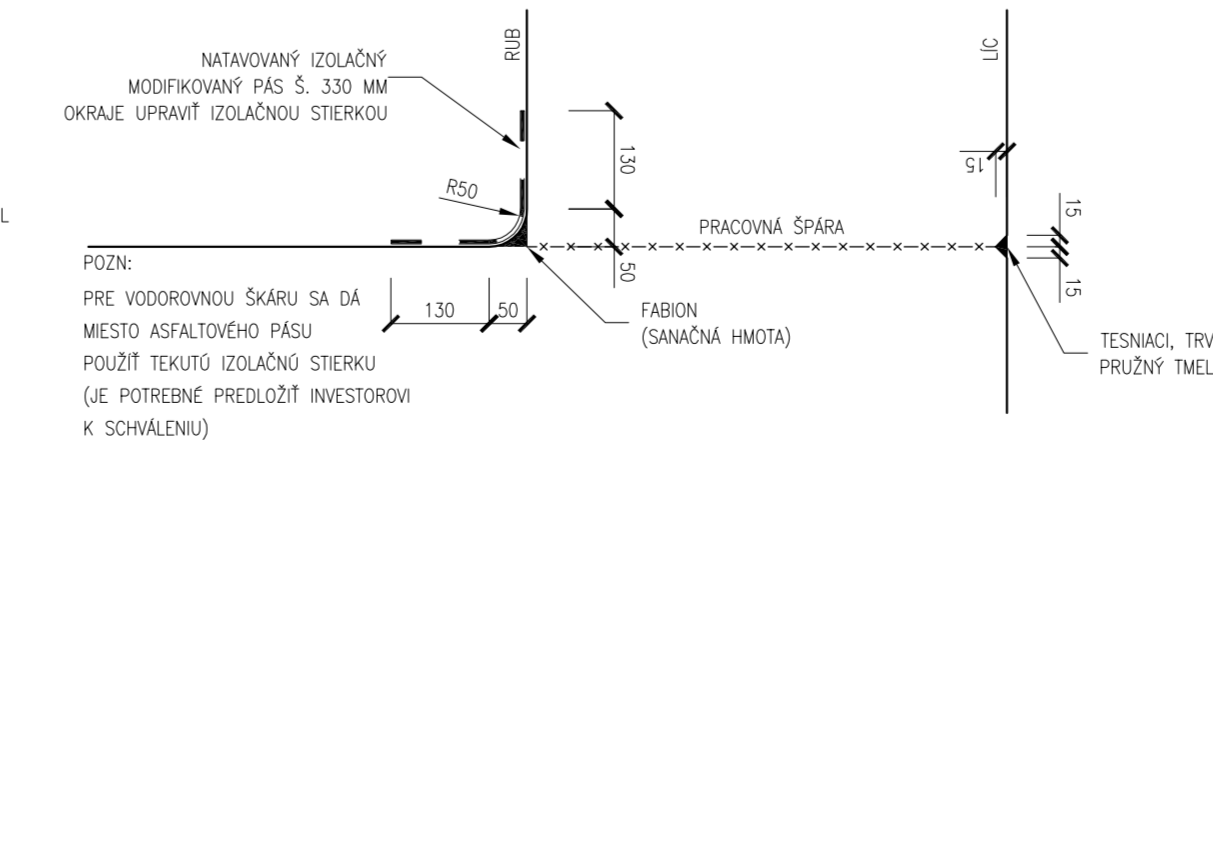 NATAVOVANÝ IZOLAČNÝ
MODIFIKOVANÝ PÁS Š. 330 MM
OKRAJE UPRAVIŤ IZOLAČNOU STIERKOU
RUB
LÍC
130
15
R50
15
L
PRACOVNÁ ŠPÁRA
50
15
POZN:
PRE VODOROVNOU ŠKÁRU SA DÁ
MIESTO ASFALTOVÉHO PÁSU
POUŽÍŤ TEKUTÚ IZOLAČNÚ STIERKU
(JE POTREBNÉ PREDLOŽIŤ INVESTOROVI
K SCHVÁLENIU)
130
50
FABION
(SANAČNÁ HMOTA)
TESNIACI, TRV
PRUŽNÝ TMEL